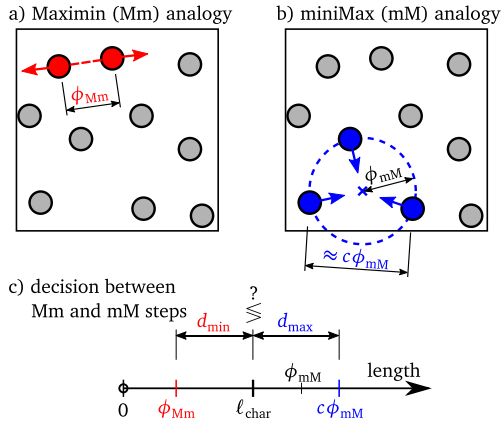 a) Maximin (Mm) analogy
b) miniMax (mM) analogy
ϕMm
ϕmM
≈ cϕmM
c) decision between
Mm and mM steps
?
⋚
dmin
dmax
ϕmM
length
0
ϕMm
ℓchar
cϕmM